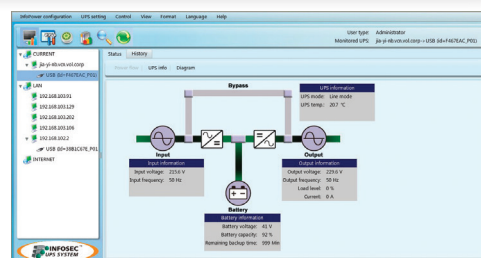 InfoPower configuration UPS setting Control View Format Language Help
User type: Administrator
Monitored UPS: jia-yi-nb.vcn.vol.corp-> USB (id=F467EAC_P01)
CURRENT
jia-yi-nb.vcn.vol.corp
USB (id=F467EAC_P01)
LAN
192.168.103.91
192.168.103.129
192.168.103.202
192.168.103.106
192.168.102.2
USB (id=39B1C67E_P01
INTERNET
Status History
UPS info Diagram
Bypass
UPS information
UPS mode: Line mode
UPS temp: 20.7 °C
Input
Output
Input information
Input voltage: 215.6 V
Input frequency: 50 Hz
Output information
Output voltage: 219.6 V
Output frequency: 50 Hz
Load level: 0 %
Current: 0 A
Battery
Battery information
Battery voltage: 41 V
Battery capacity: 92 %
Remaining backup time: 999 Min
INFOSEC
UPS SYSTEM